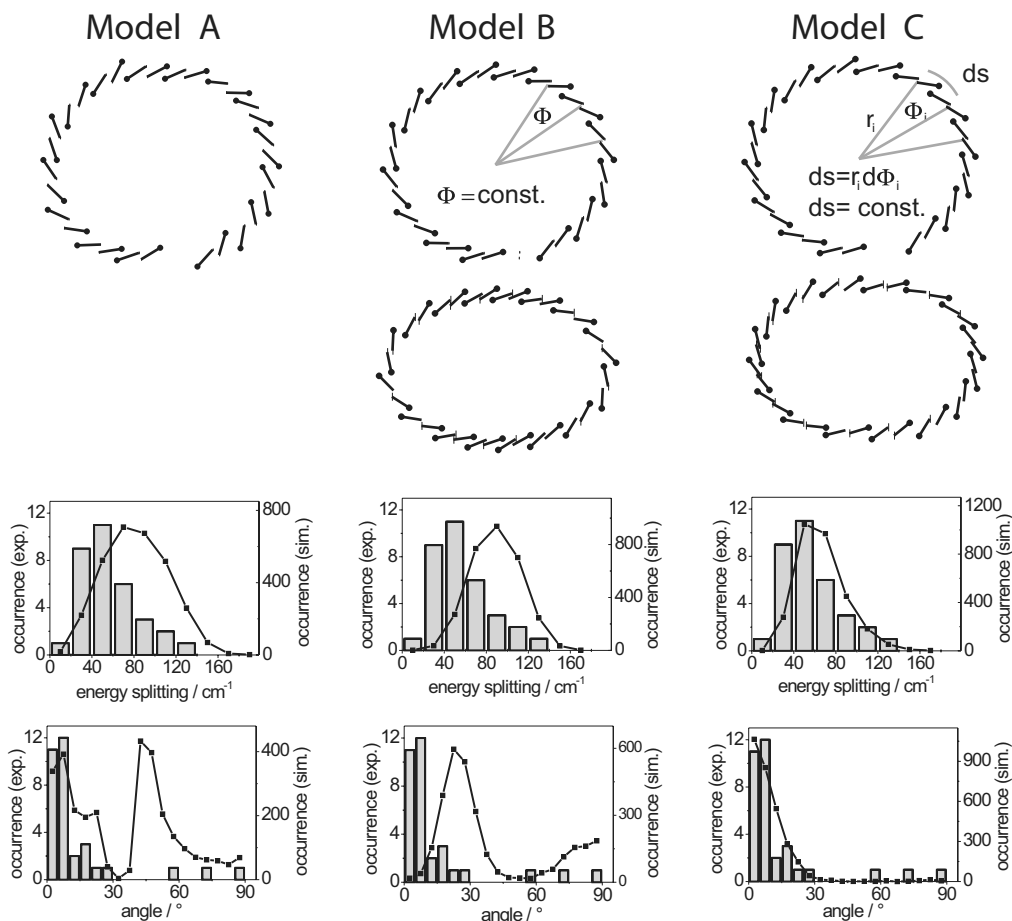 Model A
Model B
Model C
Φ
Φ = const.
ds
r_i
Φ_i
ds=r_i dΦ_i
ds= const.
occurrence (exp.)
12
8
4
0
800
400
0
occurrence (sim.)
0 40 80 120 160
energy splitting / cm⁻¹
occurrence (exp.)
12
8
4
0
800
400
0
occurrence (sim.)
0 40 80 120 160
energy splitting / cm⁻¹
occurrence (exp.)
12
8
4
0
1200
800
400
0
occurrence (sim.)
0 40 80 120 160
energy splitting / cm⁻¹
occurrence (exp.)
12
8
4
0
400
200
0
occurrence (sim.)
0 30 60 90
angle / °
occurrence (exp.)
12
8
4
0
600
300
0
occurrence (sim.)
0 30 60 90
angle / °
occurrence (exp.)
12
8
4
0
900
600
300
0
occurrence (sim.)
0 30 60 90
angle / °